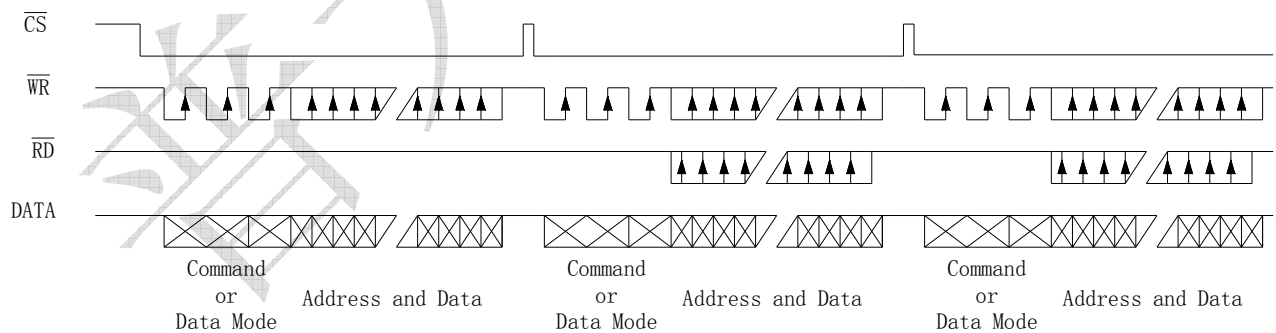 CS
WR
RD
DATA
Command
or
Data Mode
Address and Data
Command
or
Data Mode
Address and Data
Command
or
Data Mode
Address and Data